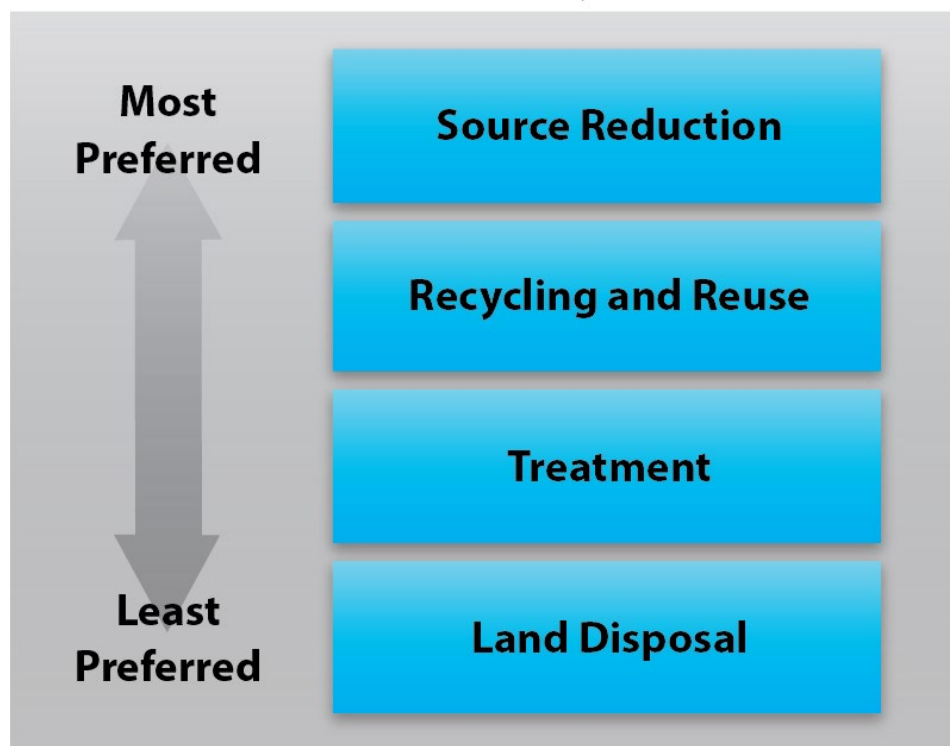 Most
Preferred
Source Reduction
Recycling and Reuse
Treatment
Least
Preferred
Land Disposal